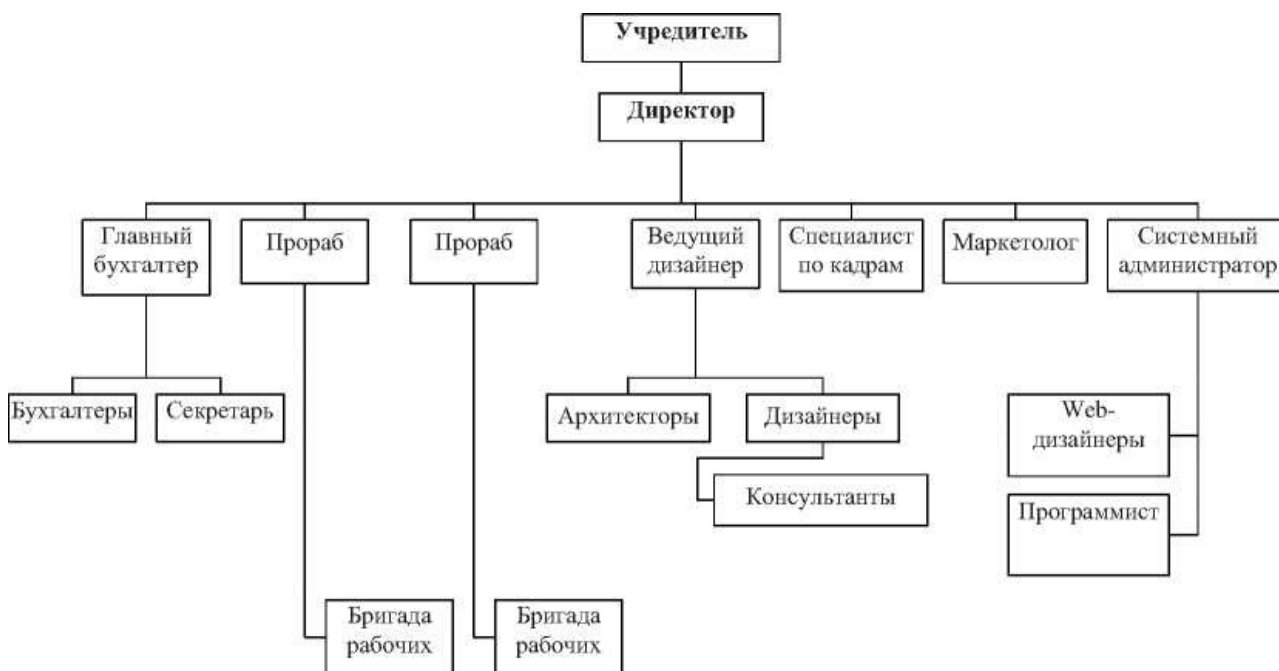 Учредитель
Директор
Главный
бухгалтер
Прораб
Прораб
Ведущий
дизайнер
Специалист
по кадрам
Маркетолог
Системный
администратор
Бухгалтеры
Секретарь
Архитекторы
Дизайнеры
Консультанты
Web-
дизайнеры
Программист
Бригада
рабочих
Бригада
рабочих